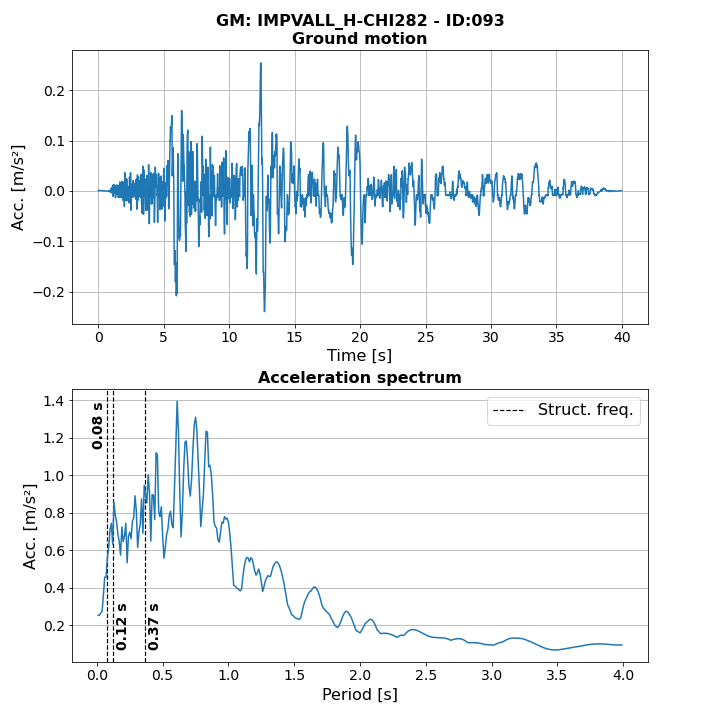 GM: IMPVALL_H-CHI282 - ID:093
Ground motion
Acc. [m/s²]
0.2
0.1
0.0
−0.1
−0.2
0 5 10 15 20 25 30 35 40
Time [s]
Acceleration spectrum
Acc. [m/s²]
1.4
1.2
1.0
0.8
0.6
0.4
0.2
0.08 s
0.12 s
0.37 s
Struct. freq.
0.0 0.5 1.0 1.5 2.0 2.5 3.0 3.5 4.0
Period [s]